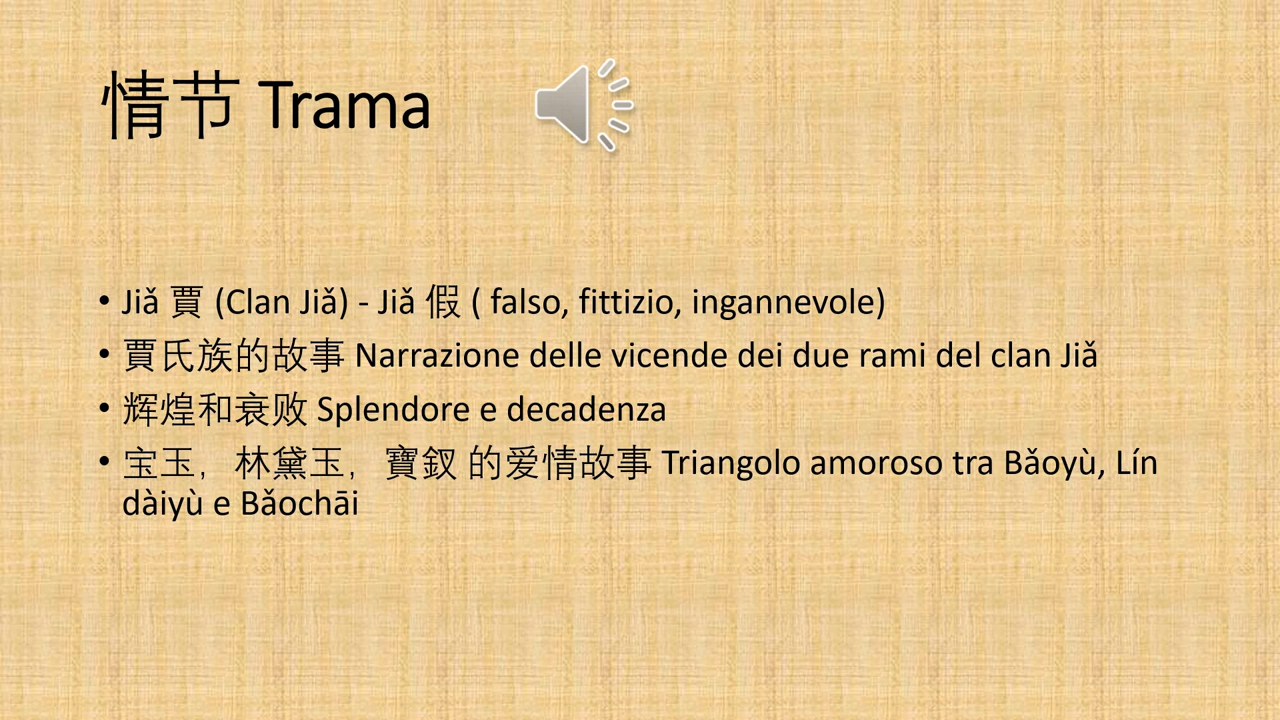 情节 Trama
• Jiǎ 賈 (Clan Jiǎ) - Jiǎ 假 ( falso, fittizio, ingannevole)
• 賈氏族的故事 Narrazione delle vicende dei due rami del clan Jiǎ
• 辉煌和衰败 Splendore e decadenza
• 宝玉，林黛玉，寶釵 的爱情故事 Triangolo amoroso tra Bǎoyù, Lín
dàiyù e Bǎochāi